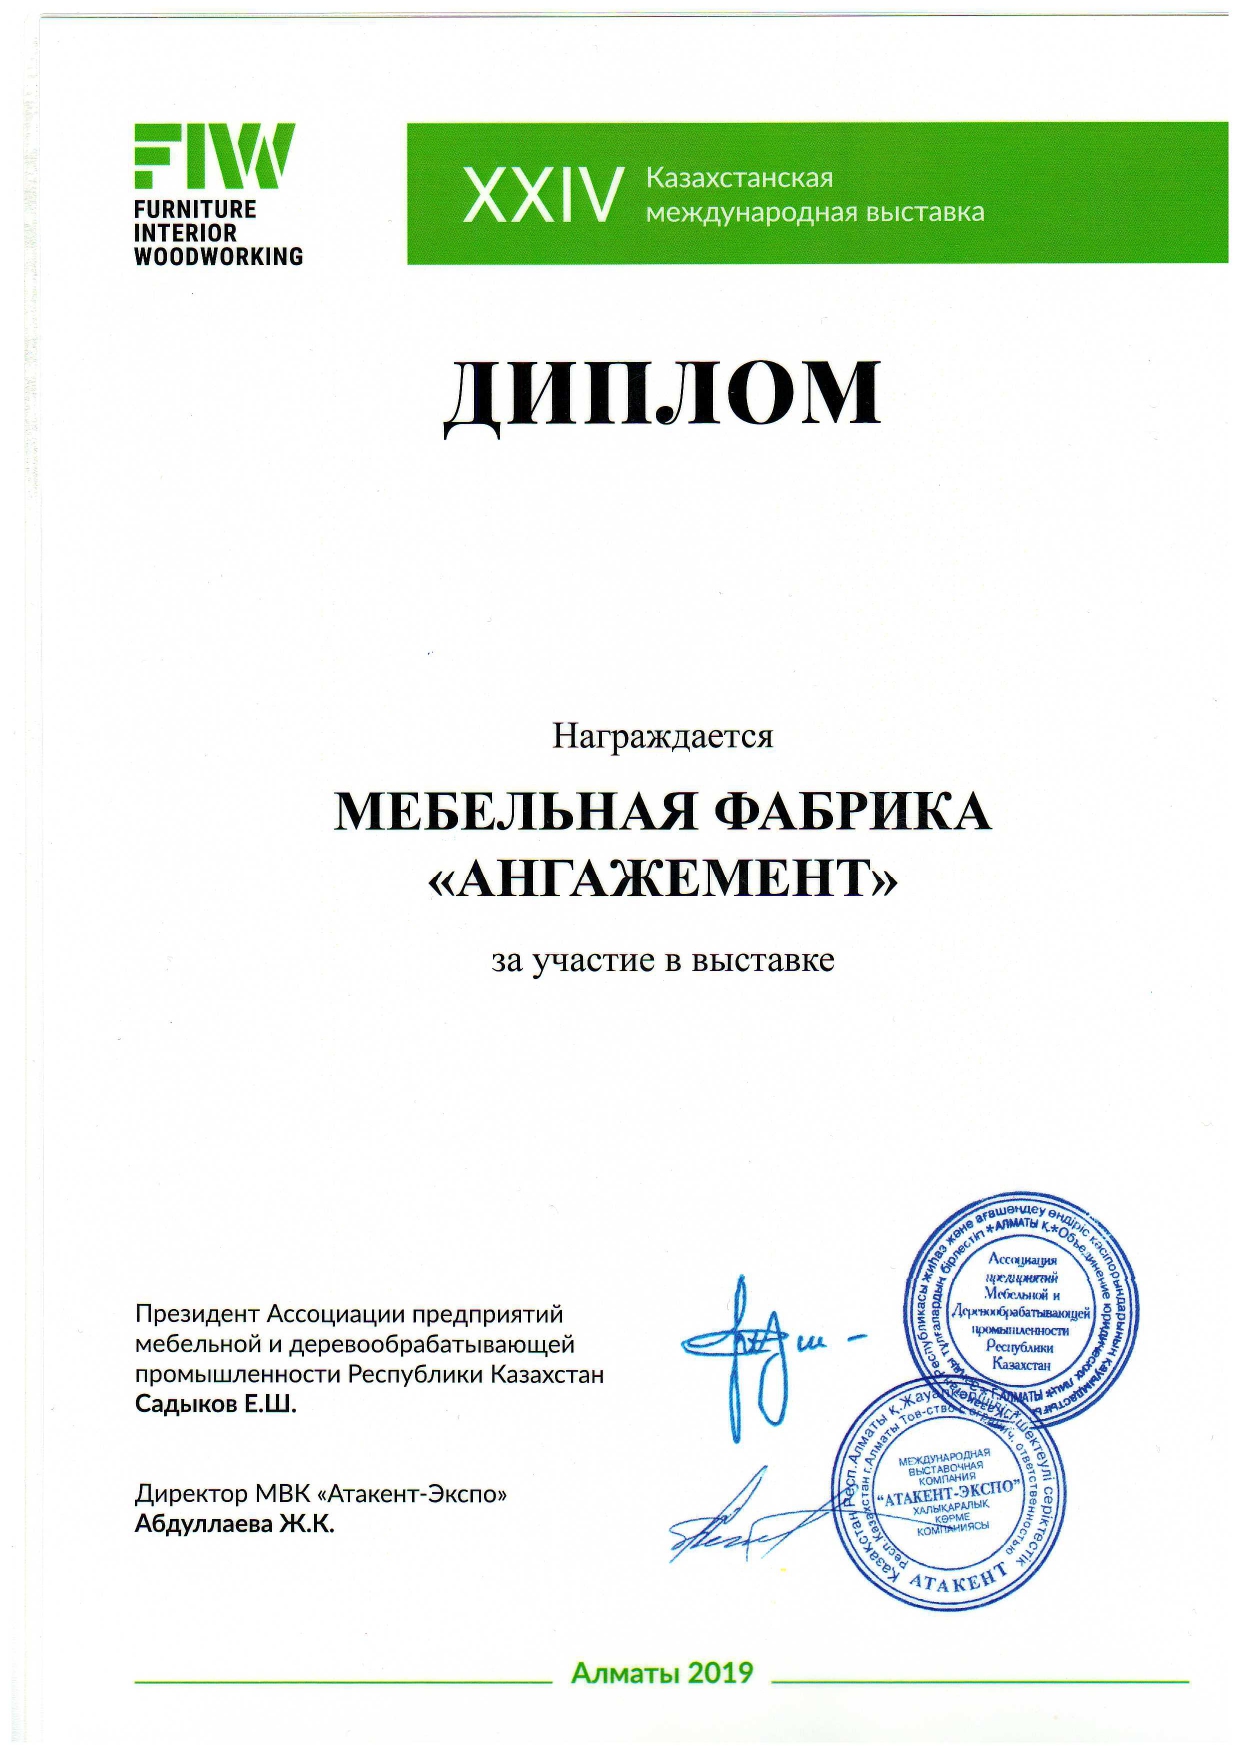 FIW
FURNITURE
INTERIOR
WOODWORKING
XXIV
Казахстанская
международная выставка
ДИПЛОМ
Награждается
МЕБЕЛЬНАЯ ФАБРИКА
«АНГАЖЕМЕНТ»
за участие в выставке
Президент Ассоциации предприятий
мебельной и деревообрабатывающей
промышленности Республики Казахстан
Садыков Е.Ш.
Ассоциация
предприятий
Мебельной и
Деревообрабатывающей
промышленности
Республики
Казахстан
Директор МВК «Атакент-Экспо»
Абдуллаева Ж.К.
МЕЖДУНАРОДНАЯ
ВЫСТАВОЧНАЯ
КОМПАНИЯ
"АТАКЕНТ-ЭКСПО"
ХАЛЫҚАРАЛЫҚ
КӨРМЕ
КОМПАНИЯСЫ
АТАКЕНТ
Алматы 2019